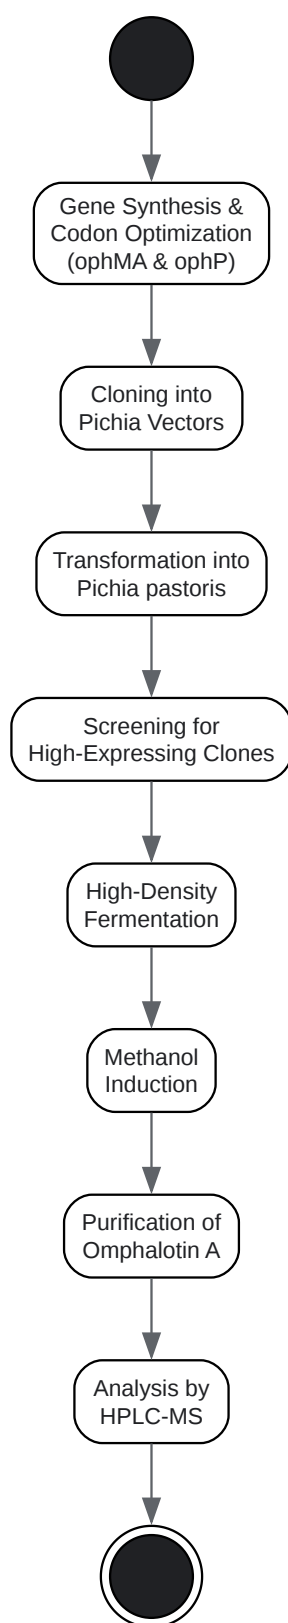 Gene Synthesis &
Codon Optimization
(ophMA & ophP)
Cloning into
Pichia Vectors
Transformation into
Pichia pastoris
Screening for
High-Expressing Clones
High-Density
Fermentation
Methanol
Induction
Purification of
Omphalotin A
Analysis by
HPLC-MS